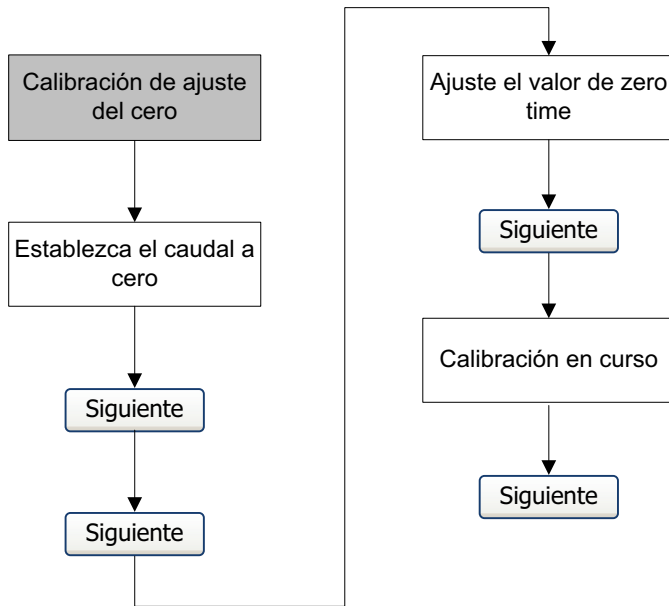 Calibración de ajuste
del cero
Establezca el caudal a
cero
Siguiente
Siguiente
Ajuste el valor de zero
time
Siguiente
Calibración en curso
Siguiente